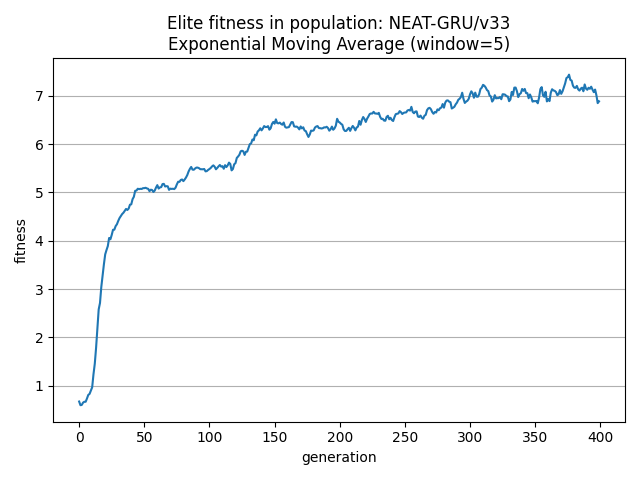 Elite fitness in population: NEAT-GRU/v33
Exponential Moving Average (window=5)
7
6
5
4
3
2
1
fitness
0 50 100 150 200 250 300 350 400
generation